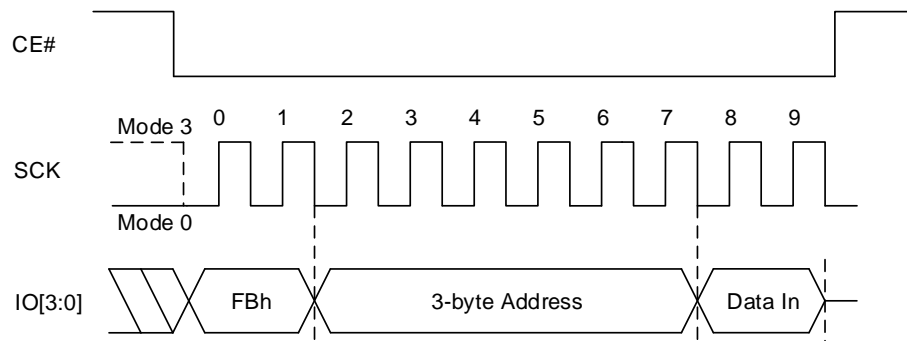 CE#
0 1 2 3 4 5 6 7 8 9
Mode 3
SCK
Mode 0
IO[3:0] FBh 3-byte Address Data In